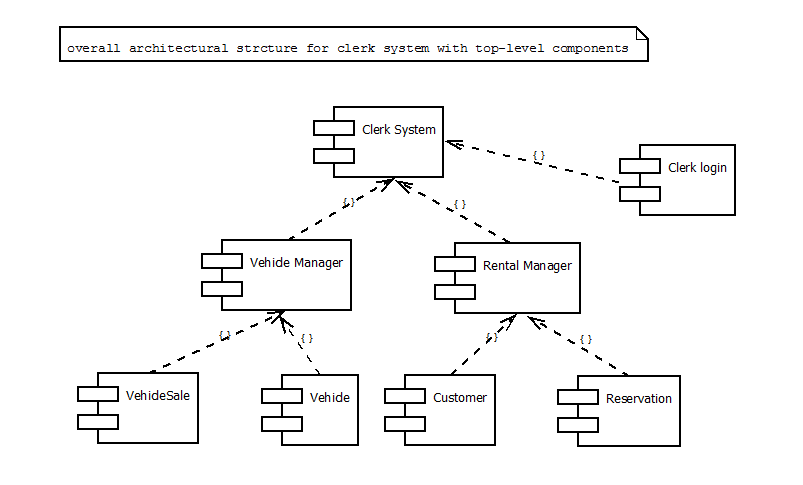 overall architectural strcture for clerk system with top-level components
Clerk System
{ }
Clerk login
{ }
{ }
Vehide Manager
Rental Manager
{ }
{ }
{ }
{ }
VehideSale
Vehide
Customer
Reservation